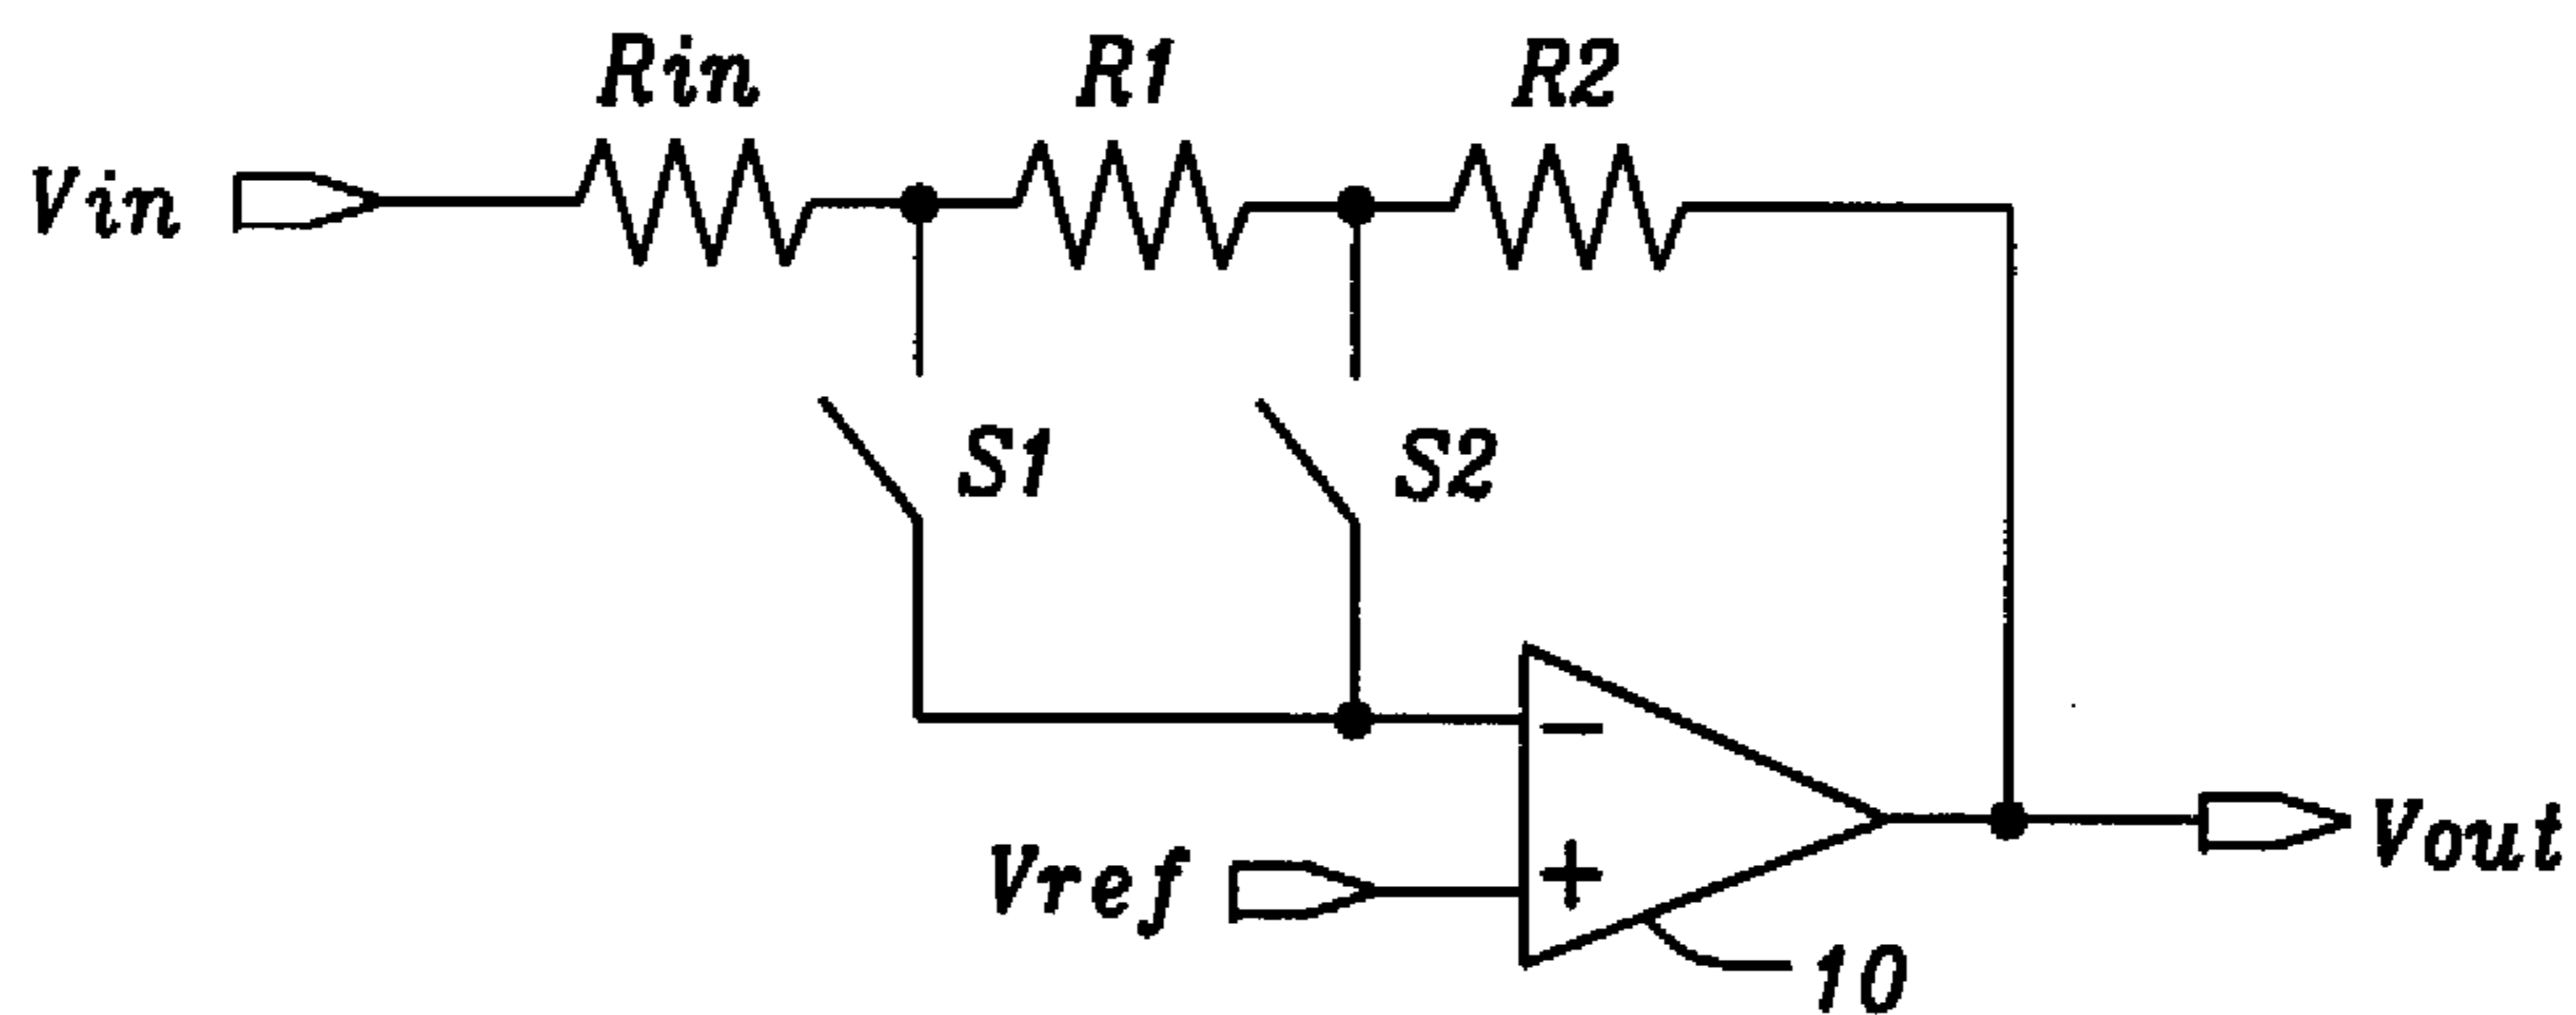 Rin R1 R2
Vin
S1 S2
−
Vref +
Vout
10